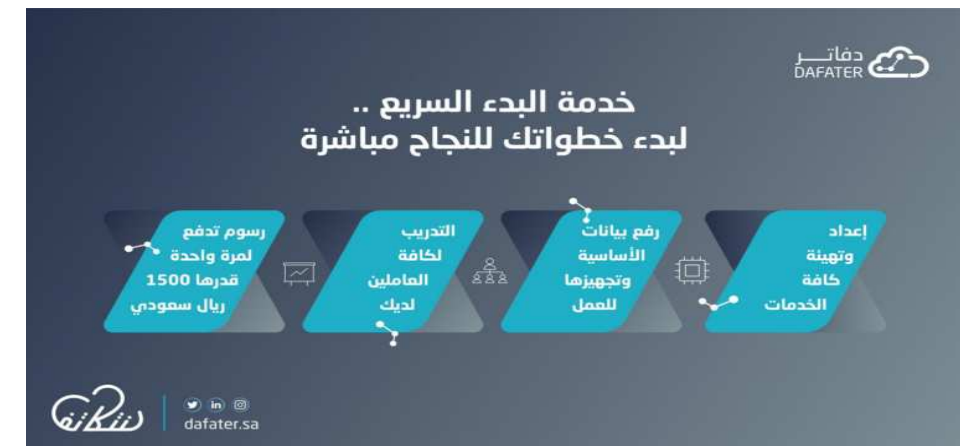 دفاتــر
DAFATER
خدمة البدء السريع ..
لبدء خطواتك للنجاح مباشرة
إعداد
وتهيئة
كافة
الخدمات
رفع بيانات
الأساسية
وتجهيزها
للعمل
التدريب
لكافة
العاملين
لديك
رسوم تدفع
لمرة واحدة
قدرها 1500
ريال سعودي
dafater.sa